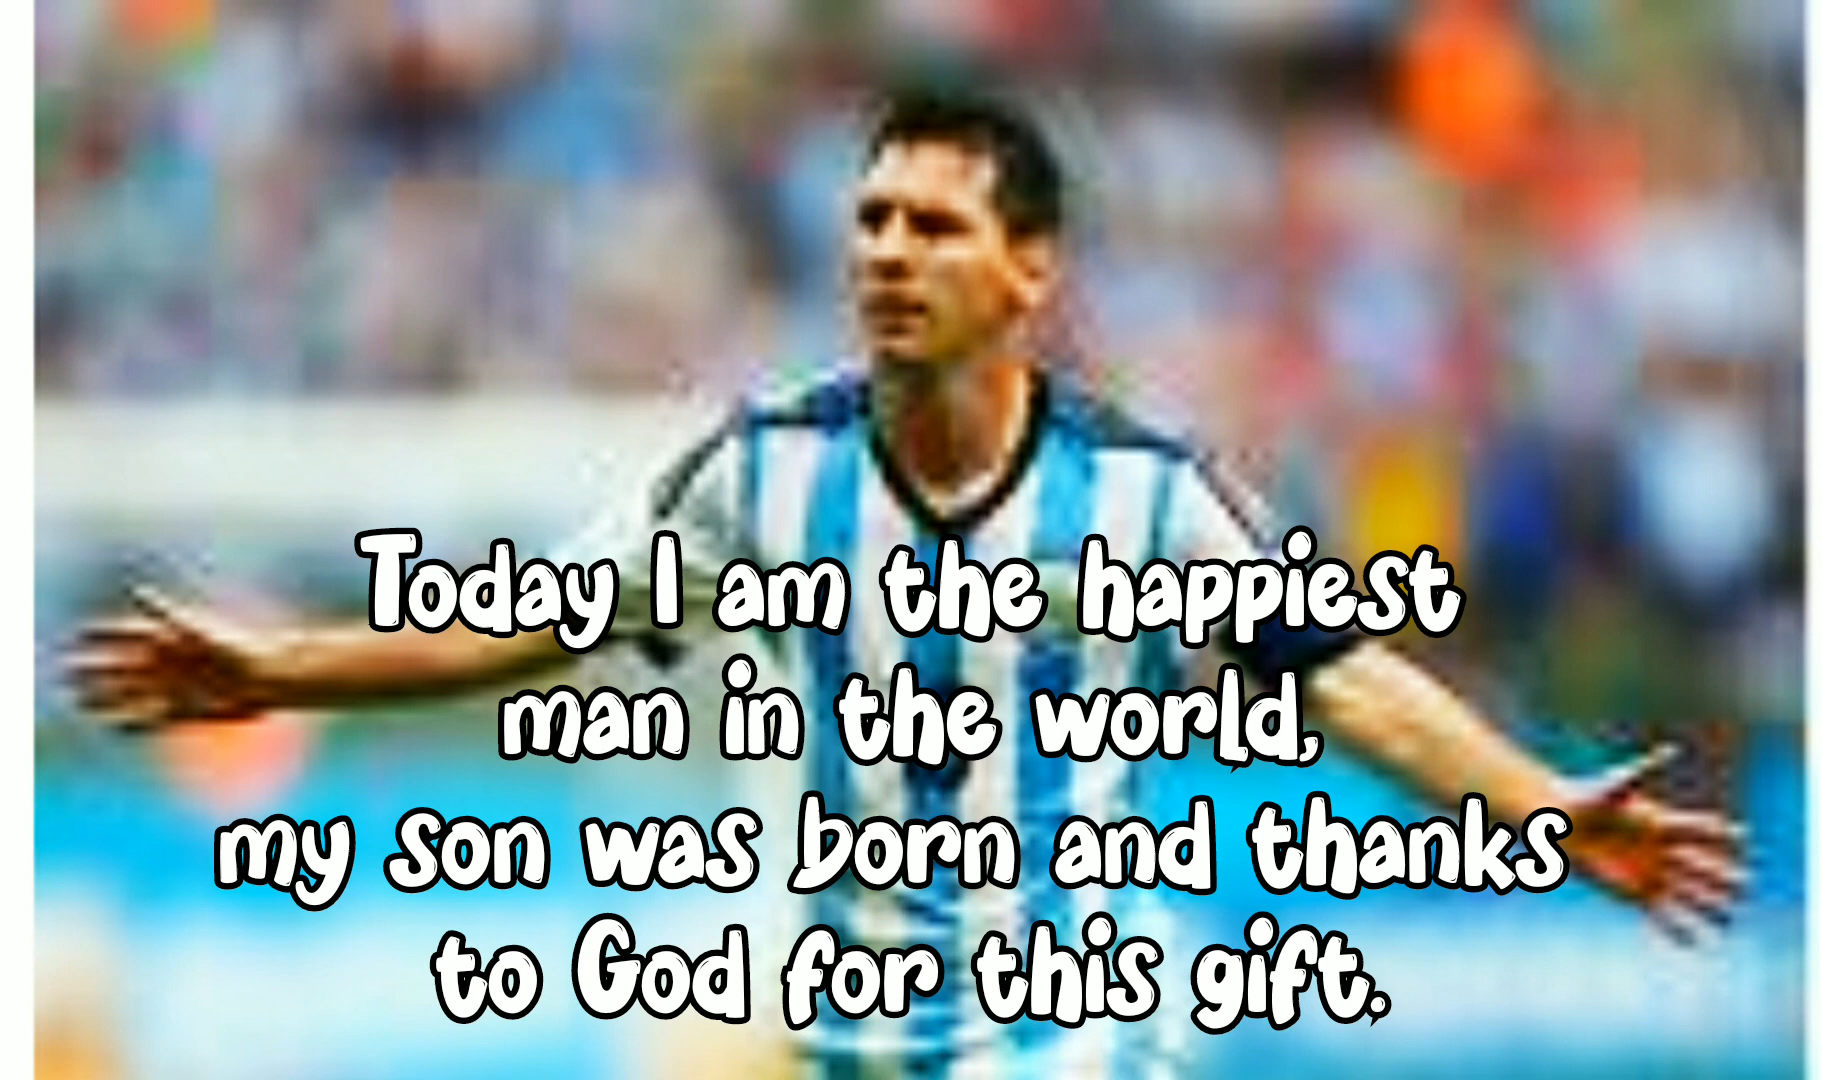 Today I am the happiest
man in the world,
my son was born and thanks
to God for this gift.